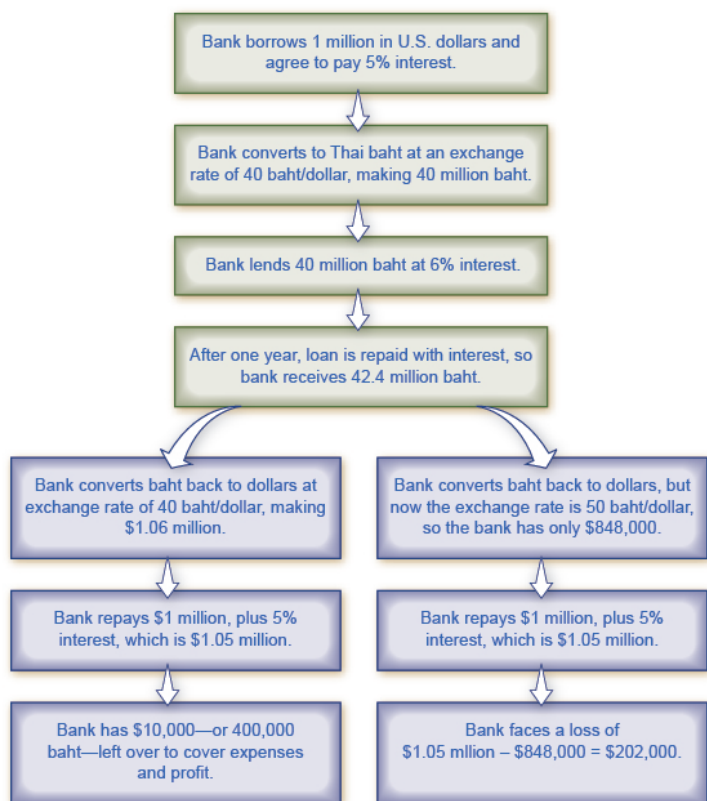 Bank borrows 1 million in U.S. dollars and
agree to pay 5% interest.
Bank converts to Thai baht at an exchange
rate of 40 baht/dollar, making 40 million baht.
Bank lends 40 million baht at 6% interest.
After one year, loan is repaid with interest, so
bank receives 42.4 million baht.
Bank converts baht back to dollars at
exchange rate of 40 baht/dollar, making
$1.06 million.
Bank repays $1 million, plus 5%
interest, which is $1.05 million.
Bank has $10,000—or 400,000
baht—left over to cover expenses
and profit.
Bank converts baht back to dollars, but
now the exchange rate is 50 baht/dollar,
so the bank has only $848,000.
Bank repays $1 million, plus 5%
interest, which is $1.05 million.
Bank faces a loss of
$1.05 mllion – $848,000 = $202,000.